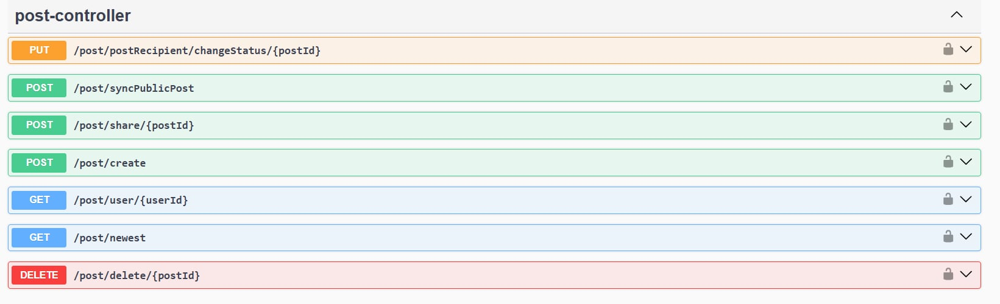 post-controller
PUT /post/postRecipient/changeStatus/{postId}
POST /post/syncPublicPost
POST /post/share/{postId}
POST /post/create
GET /post/user/{userId}
GET /post/newest
DELETE /post/delete/{postId}